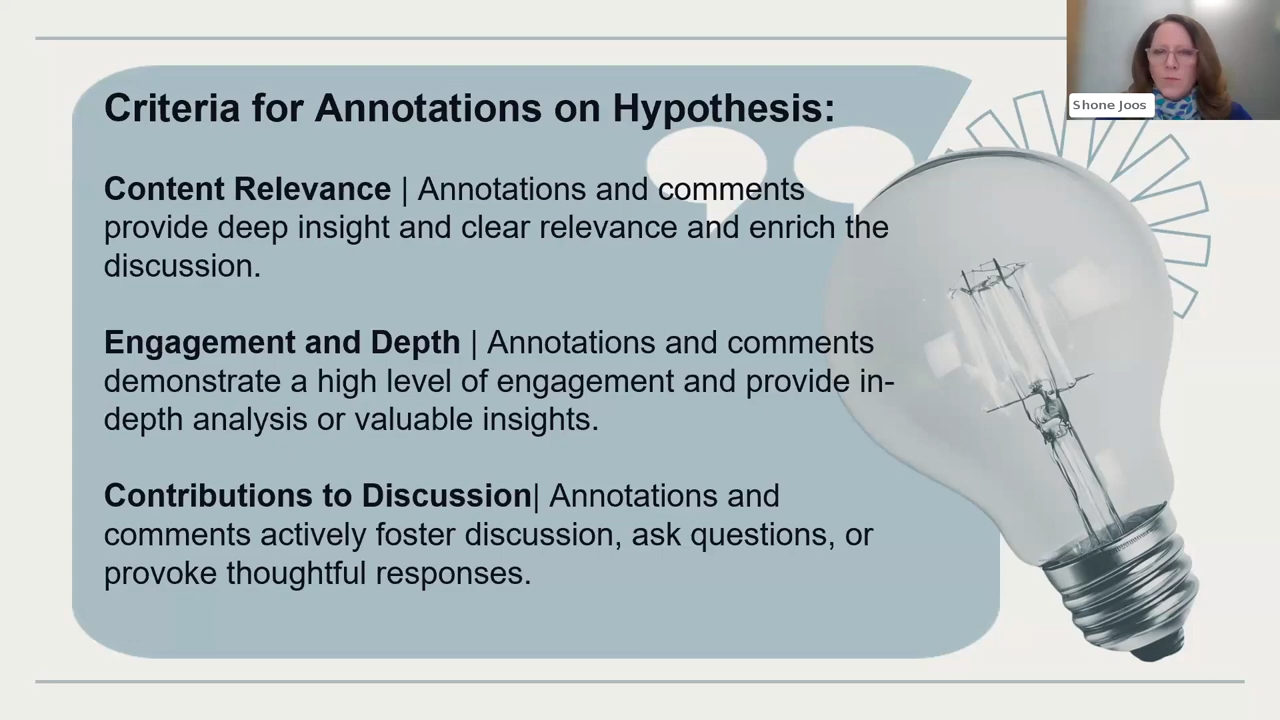 Criteria for Annotations on Hypothesis:
Content Relevance | Annotations and comments
provide deep insight and clear relevance and enrich the
discussion.
Engagement and Depth | Annotations and comments
demonstrate a high level of engagement and provide in-
depth analysis or valuable insights.
Contributions to Discussion| Annotations and
comments actively foster discussion, ask questions, or
provoke thoughtful responses.
Shone Joos